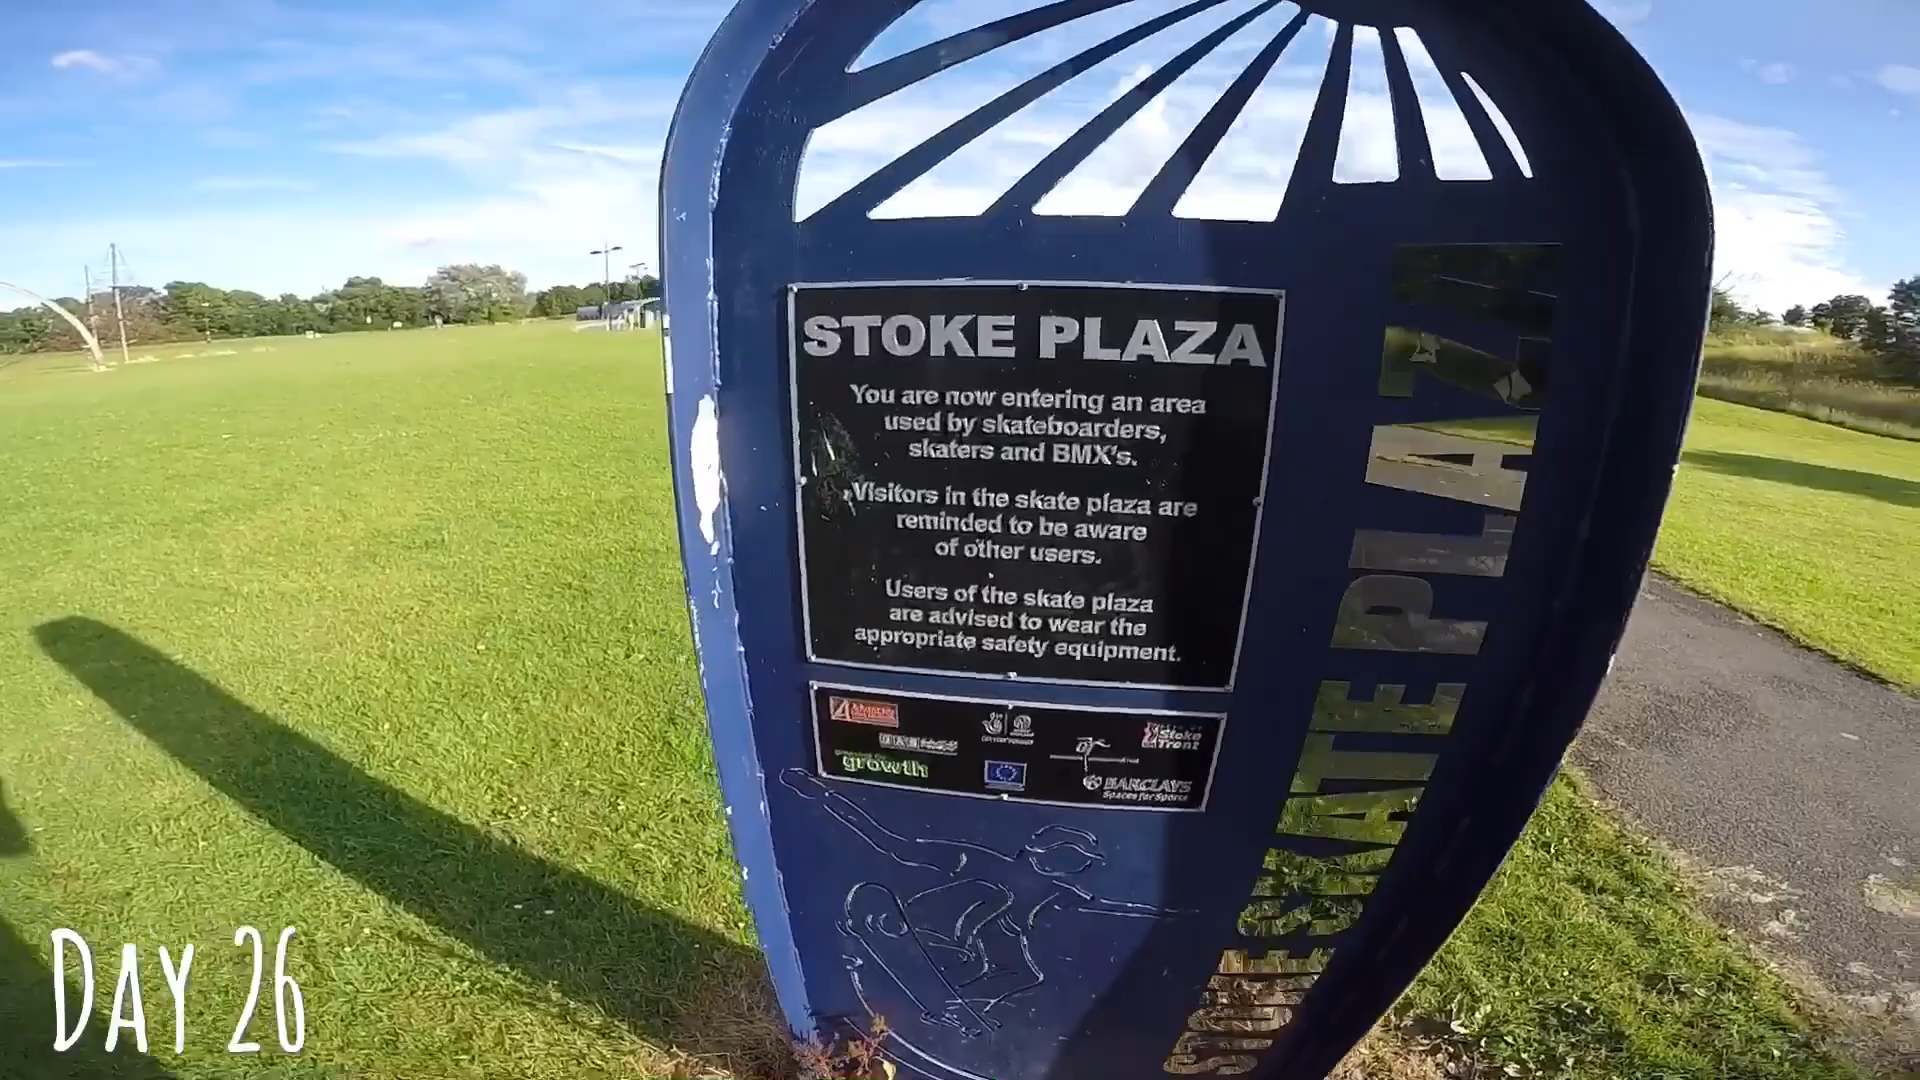 STOKE PLAZA
You are now entering an area
used by skateboarders,
skaters and BMX's.
Visitors in the skate plaza are
reminded to be aware
of other users.
Users of the skate plaza
are advised to wear the
appropriate safety equipment.
growth
Stoke
Trent
BARCLAYS
Spaces for Sports
STOKE SKATE PLAZA
DAY 26